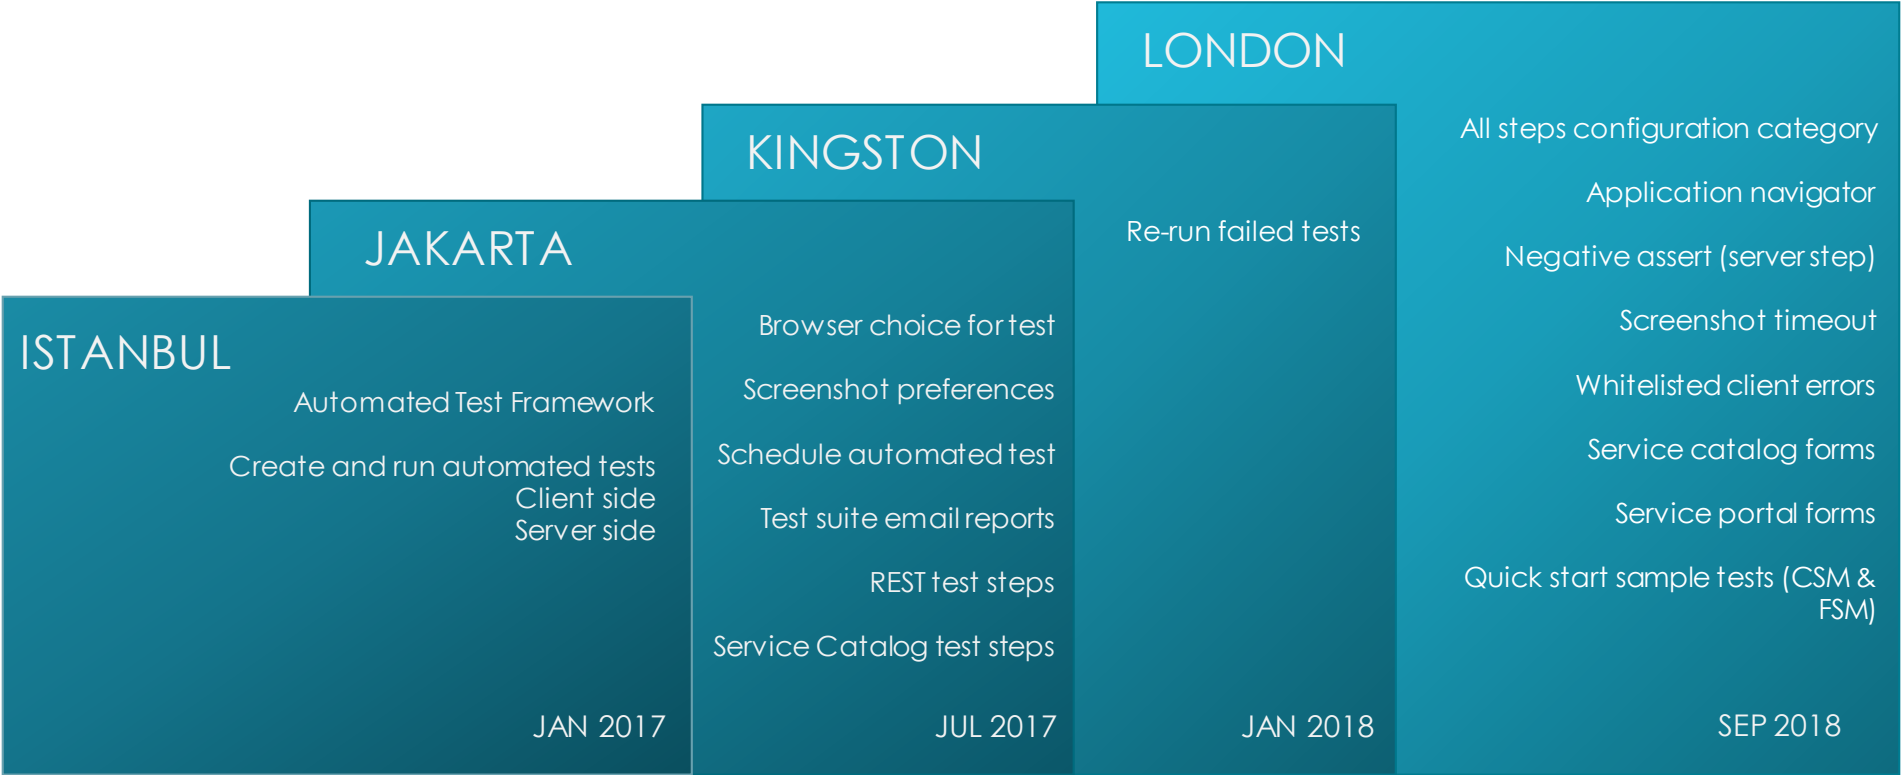 ISTANBUL
Automated Test Framework
Create and run automated tests
Client side
Server side
JAN 2017
JAKARTA
Browser choice for test
Screenshot preferences
Schedule automated test
Test suite email reports
REST test steps
Service Catalog test steps
JUL 2017
KINGSTON
Re-run failed tests
JAN 2018
LONDON
All steps configuration category
Application navigator
Negative assert (server step)
Screenshot timeout
Whitelisted client errors
Service catalog forms
Service portal forms
Quick start sample tests (CSM &
FSM)
SEP 2018